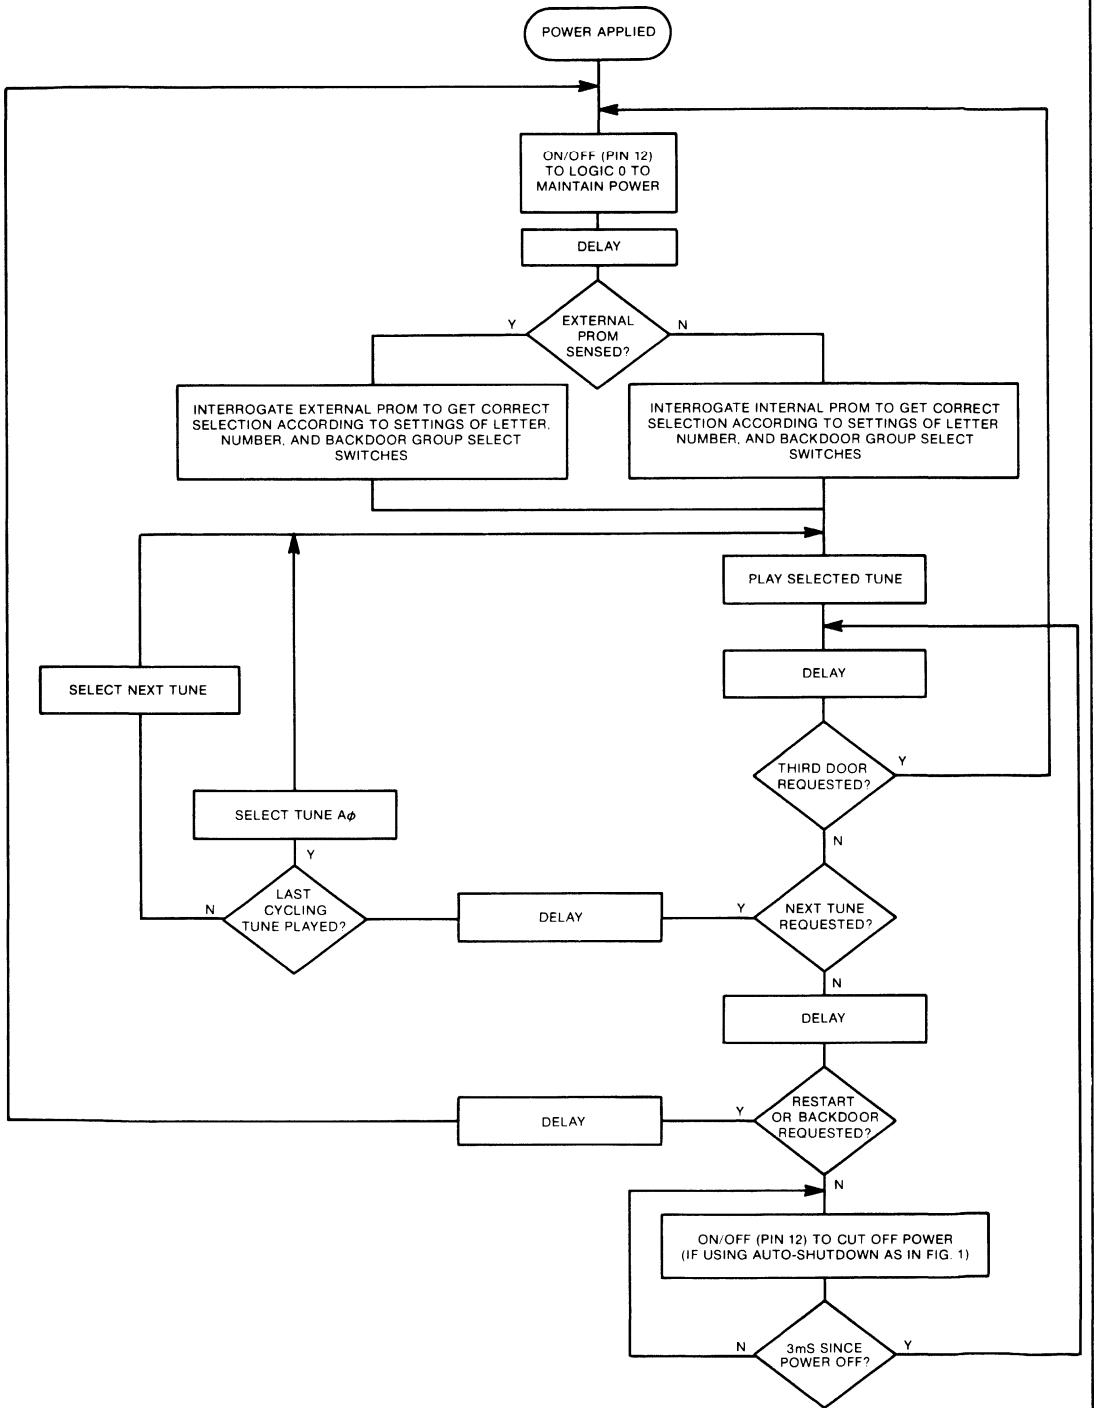 POWER APPLIED
ON/OFF (PIN 12)
TO LOGIC 0 TO
MAINTAIN POWER
DELAY
EXTERNAL
PROM
SENSED?
Y
N
INTERROGATE EXTERNAL PROM TO GET CORRECT
SELECTION ACCORDING TO SETTINGS OF LETTER,
NUMBER, AND BACKDOOR GROUP SELECT
SWITCHES
INTERROGATE INTERNAL PROM TO GET CORRECT
SELECTION ACCORDING TO SETTINGS OF LETTER
NUMBER, AND BACKDOOR GROUP SELECT
SWITCHES
PLAY SELECTED TUNE
DELAY
SELECT NEXT TUNE
THIRD DOOR
REQUESTED?
Y
N
SELECT TUNE Aϕ
Y
LAST
CYCLING
TUNE PLAYED?
N
DELAY
Y
NEXT TUNE
REQUESTED?
N
DELAY
DELAY
Y
RESTART
OR BACKDOOR
REQUESTED?
N
ON/OFF (PIN 12) TO CUT OFF POWER
(IF USING AUTO-SHUTDOWN AS IN FIG. 1)
N
3mS SINCE
POWER OFF?
Y